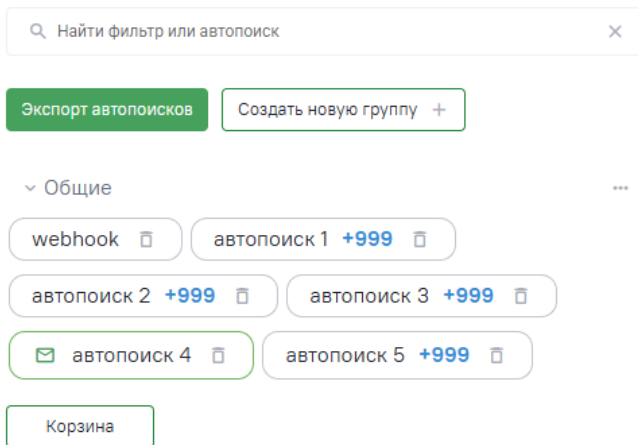 Найти фильтр или автопоиск
Экспорт автопоисков Создать новую группу +
Общие
webhook автопоиск 1 +999
автопоиск 2 +999 автопоиск 3 +999
автопоиск 4 автопоиск 5 +999
Корзина